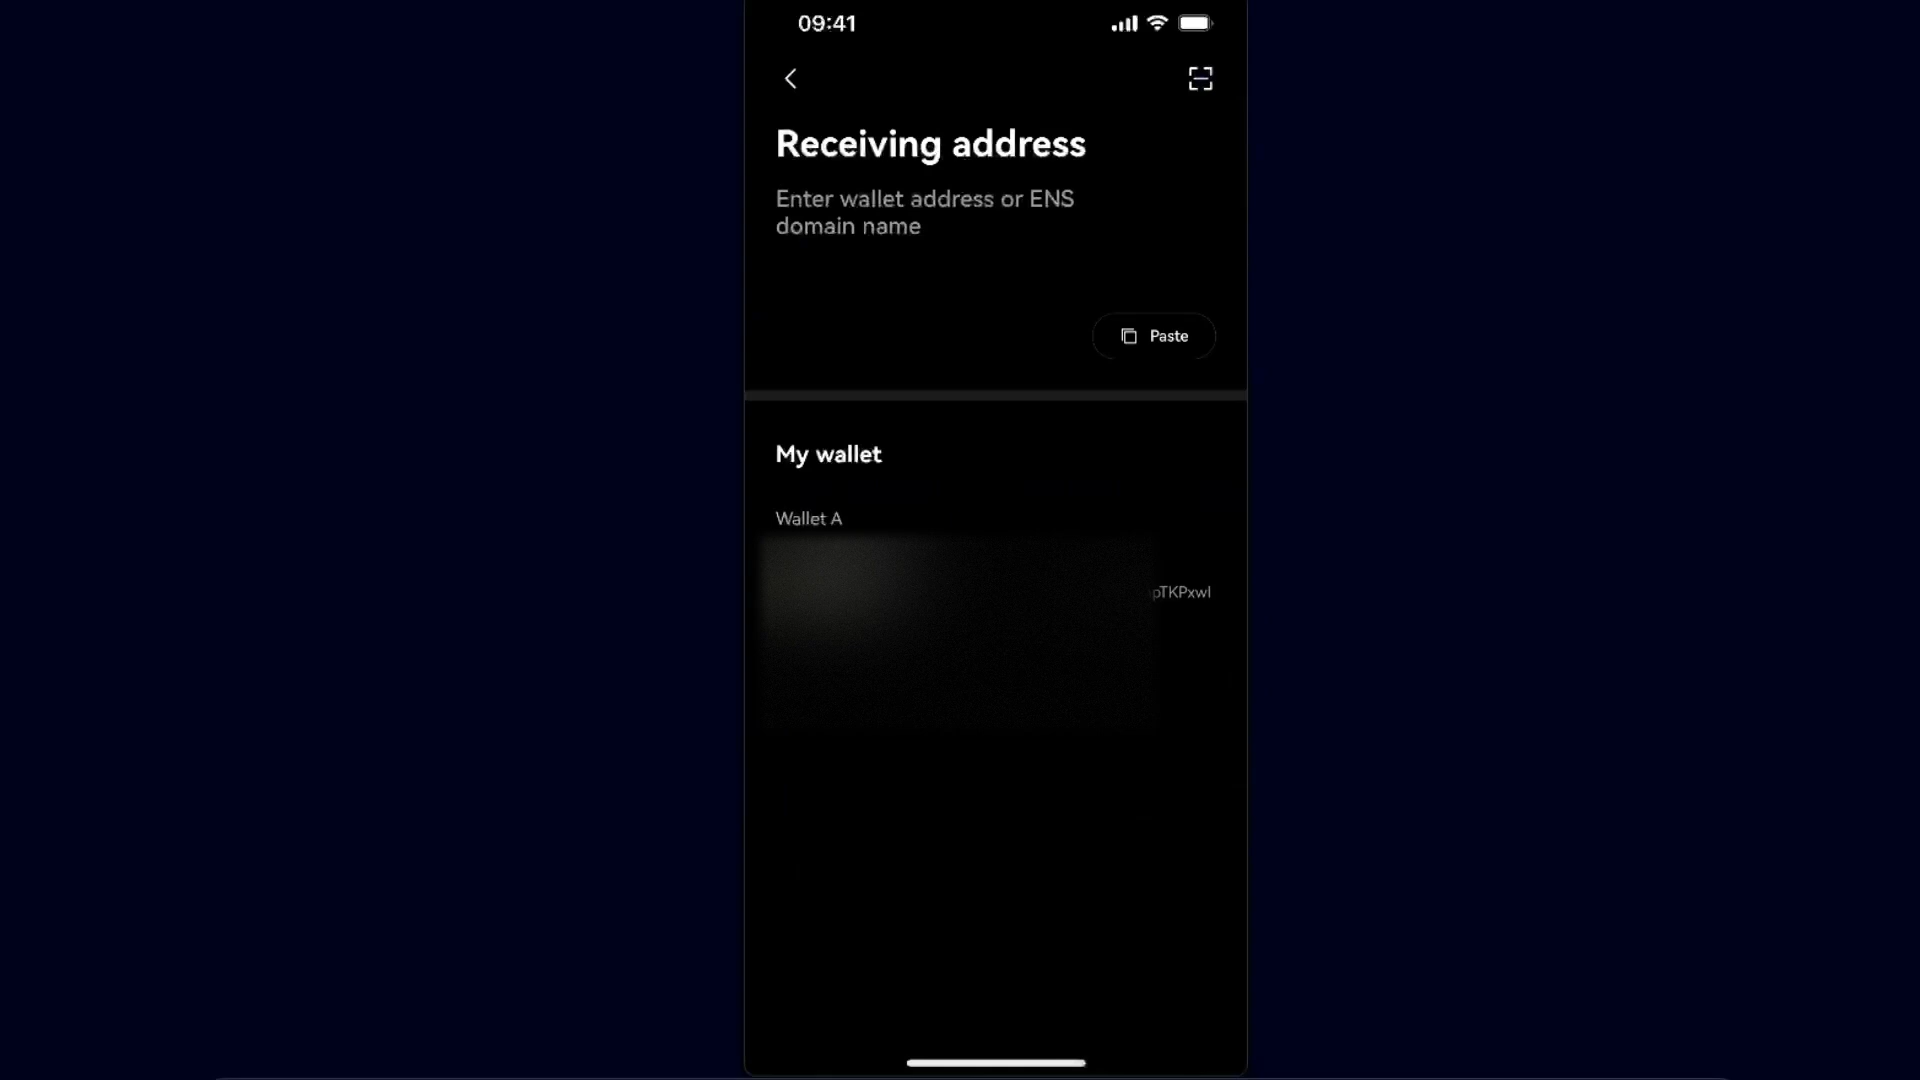 09:41
Receiving address
Enter wallet address or ENS
domain name
Paste
My wallet
Wallet A
pTKPxwl